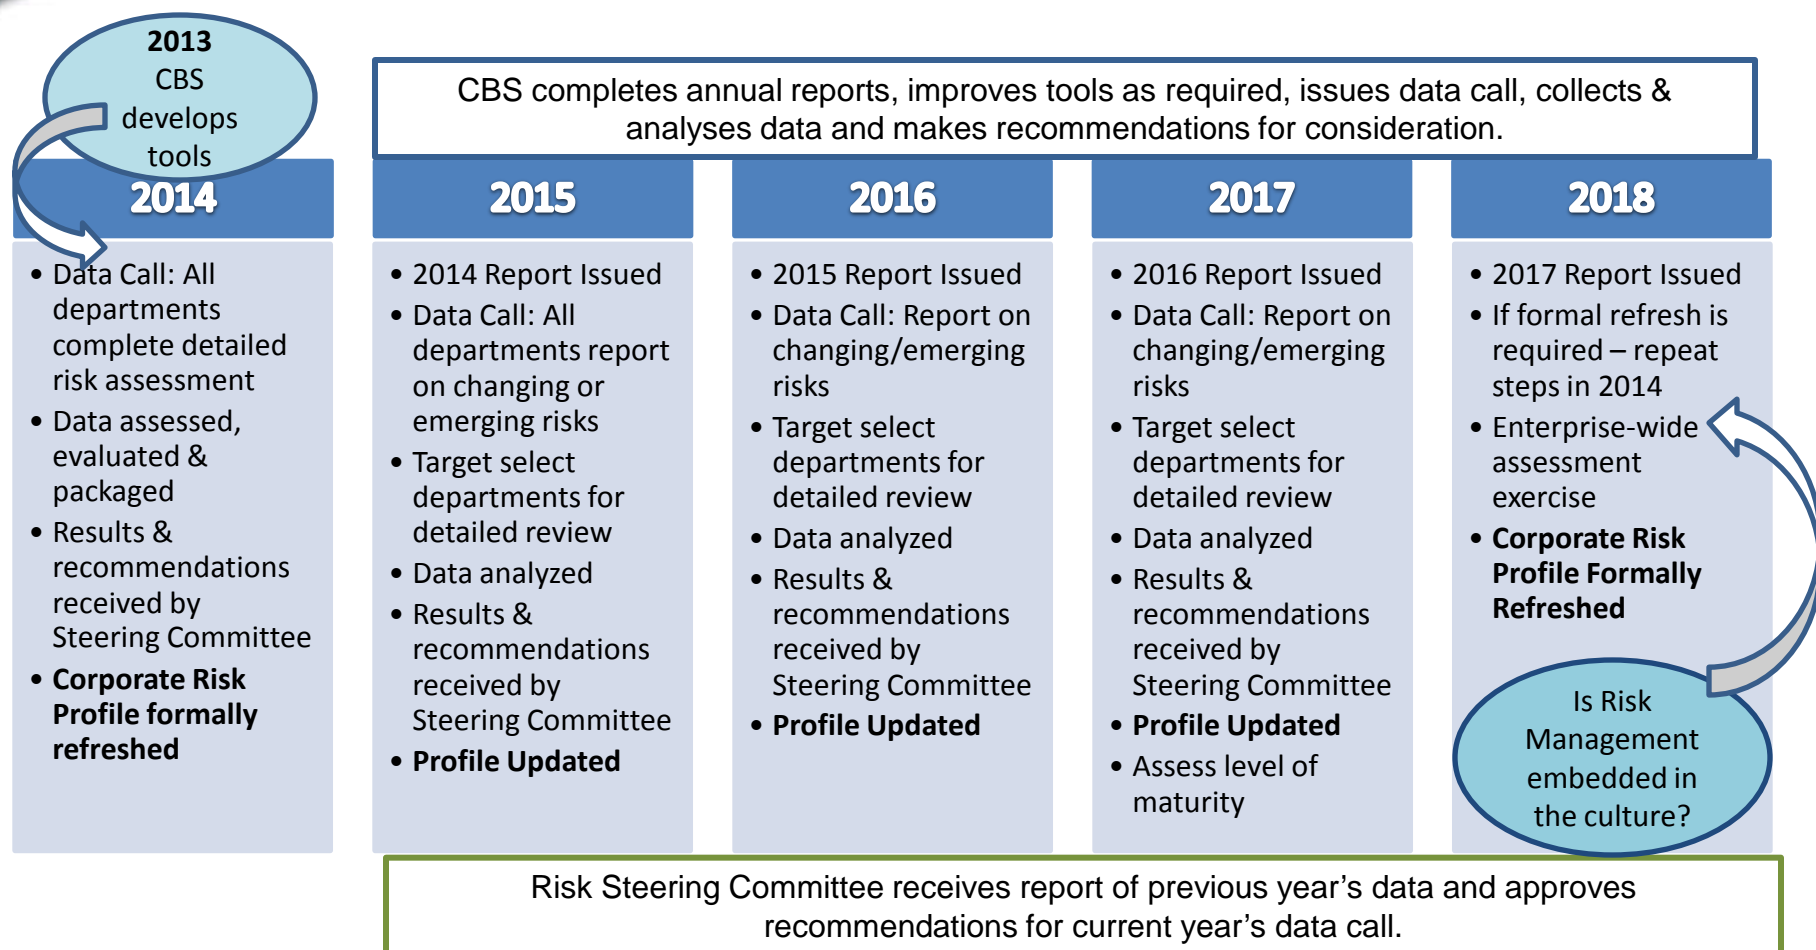 2013
CBS
develops
tools
CBS completes annual reports, improves tools as required, issues data call, collects &
analyses data and makes recommendations for consideration.
2014
• Data Call: All
departments
complete detailed
risk assessment
• Data assessed,
evaluated &
packaged
• Results &
recommendations
received by
Steering Committee
• Corporate Risk
Profile formally
refreshed
2015
• 2014 Report Issued
• Data Call: All
departments report
on changing or
emerging risks
• Target select
departments for
detailed review
• Data analyzed
• Results &
recommendations
received by
Steering Committee
• Profile Updated
2016
• 2015 Report Issued
• Data Call: Report on
changing/emerging
risks
• Target select
departments for
detailed review
• Data analyzed
• Results &
recommendations
received by
Steering Committee
• Profile Updated
2017
• 2016 Report Issued
• Data Call: Report on
changing/emerging
risks
• Target select
departments for
detailed review
• Data analyzed
• Results &
recommendations
received by
Steering Committee
• Profile Updated
• Assess level of
maturity
2018
• 2017 Report Issued
• If formal refresh is
required – repeat
steps in 2014
• Enterprise-wide
assessment
exercise
• Corporate Risk
Profile Formally
Refreshed
Is Risk
Management
embedded in
the culture?
Risk Steering Committee receives report of previous year’s data and approves
recommendations for current year’s data call.